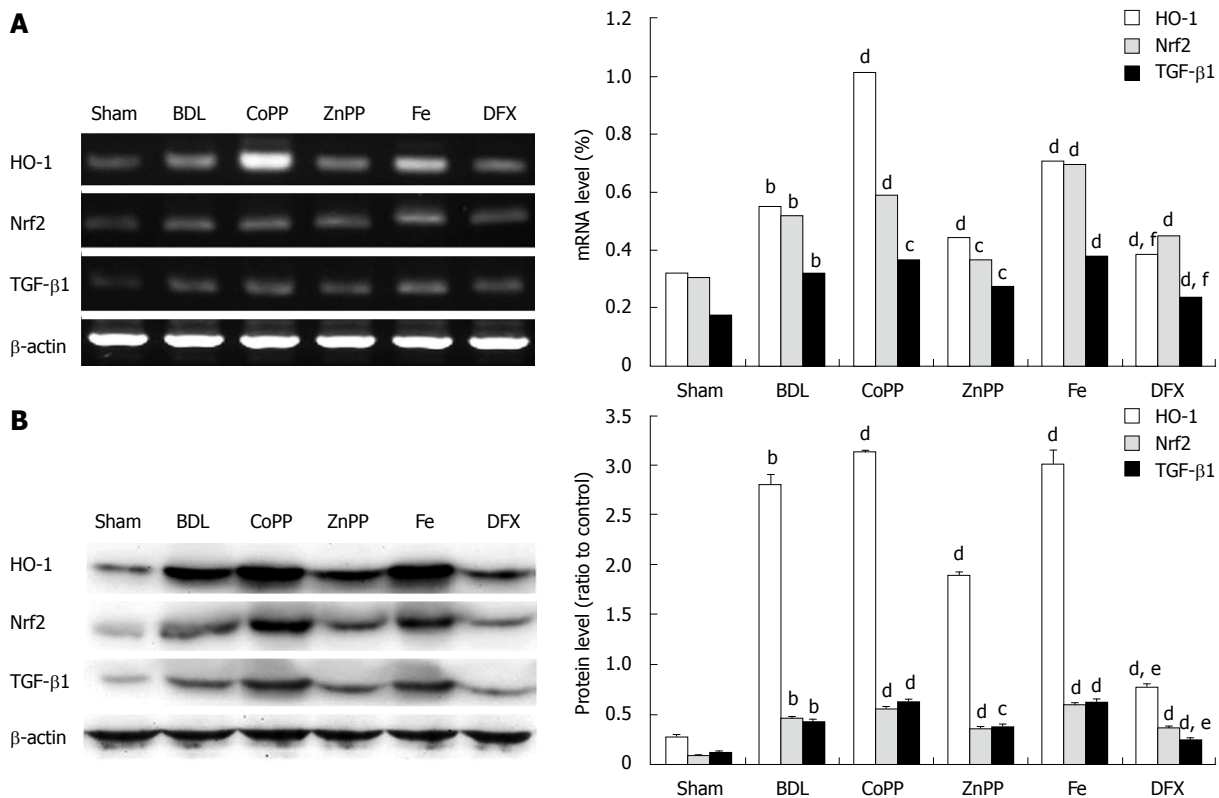 A
Sham BDL CoPP ZnPP Fe DFX
HO-1
Nrf2
TGF-β1
β-actin
mRNA level (%)
1.2
1.0
0.8
0.6
0.4
0.2
0
HO-1
Nrf2
TGF-β1
b b b
d d c
d c c
d d d
d, f d d, f
Sham BDL CoPP ZnPP Fe DFX
B
Sham BDL CoPP ZnPP Fe DFX
HO-1
Nrf2
TGF-β1
β-actin
Protein level (ratio to control)
3.5
3.0
2.5
2.0
1.5
1.0
0.5
0
HO-1
Nrf2
TGF-β1
b b b
d d d
d d c
d d d
d, e d d, e
Sham BDL CoPP ZnPP Fe DFX